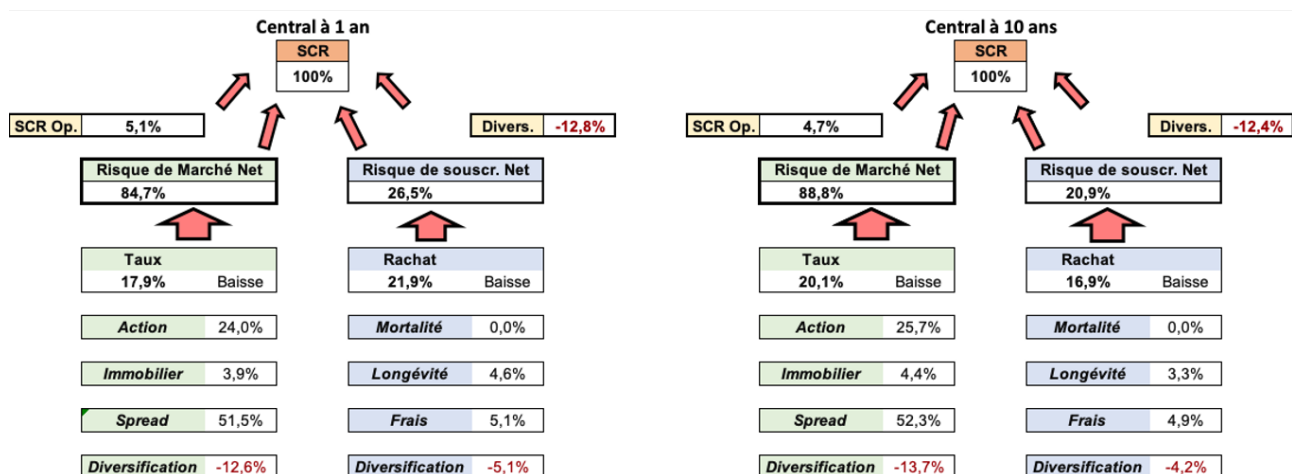 Central à 1 an
SCR
100%
SCR Op. 5,1%
Divers. -12,8%
Risque de Marché Net
84,7%
Risque de souscr. Net
26,5%
Taux
17,9% Baisse
Rachat
21,9% Baisse
Action 24,0%
Mortalité 0,0%
Immobilier 3,9%
Longévité 4,6%
Spread 51,5%
Frais 5,1%
Diversification -12,6%
Diversification -5,1%
Central à 10 ans
SCR
100%
SCR Op. 4,7%
Divers. -12,4%
Risque de Marché Net
88,8%
Risque de souscr. Net
20,9%
Taux
20,1% Baisse
Rachat
16,9% Baisse
Action 25,7%
Mortalité 0,0%
Immobilier 4,4%
Longévité 3,3%
Spread 52,3%
Frais 4,9%
Diversification -13,7%
Diversification -4,2%